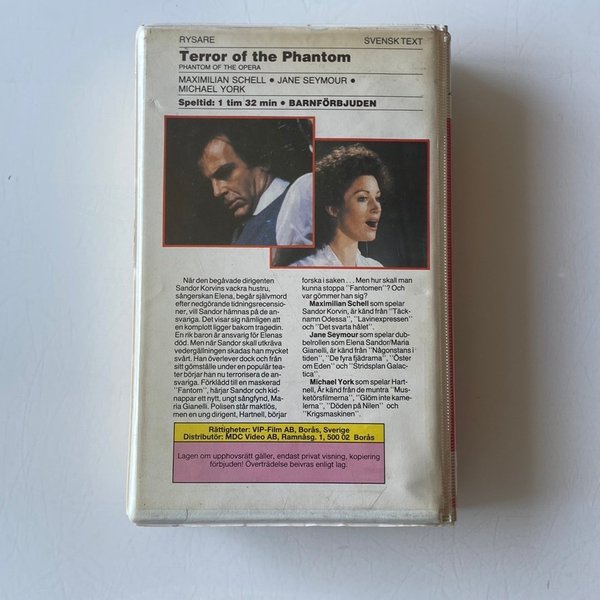 RYSARE
SVENSK TEXT
Terror of the Phantom
PHANTOM OF THE OPERA
MAXIMILIAN SCHELL • JANE SEYMOUR •
MICHAEL YORK
Speltid: 1 tim 32 min • BARNFÖRBJUDEN
När den begåvade dirigenten
Sandor Korvins vackra hustru,
sångerskan Elena, begår självmord
efter nedgörande tidningsrecensio-
ner, vill Sandor hämnas på de an-
svariga. Det visar sig nämligen att
en komplott ligger bakom tragedin.
En rik baron är ansvarig för Elenas
död. Men när Sandor skall utkräva
vedergällningen skadas han mycket
svårt. Han överlever dock och från
sitt gömställe under en populär tea-
ter börjar han nu terrorisera de an-
svariga. Förklädd till en maskerad
"Fantom", härjar Sandor och kid-
nappar ett nytt, ungt sångfynd, Ma-
ria Gianelli. Polisen står maktlös,
men en ung dirigent, Hartnell, börjar
forska i saken . . . Men hur skall man
kunna stoppa "Fantomen"? Och
var gömmer han sig?
Maximilian Schell som spelar
Sandor Korvin, är känd från "Täck-
namn Odessa", "Lavinexpressen"
och "Det svarta hålet".
Jane Seymour som spelar dub-
belrollen som Elena Sandor/Maria
Gianelli, är känd från "Någonstans i
tiden", "De fyra fjädrarna", "Öster
om Eden" och "Stridsplan Galac-
tica".
Michael York som spelar Hart-
nell, Är känd från de muntra "Mus-
ketörsfilmerna", "Glöm inte kame-
lerna", "Döden på Nilen" och
"Krigsmaskinen".
Rättigheter: VIP-Film AB, Borås, Sverige
Distributör: MDC Video AB, Ramnåsg. 1, 500 02 Borås
Lagen om upphovsrätt gäller, endast privat visning, kopiering
förbjuden! Överträdelse beivras enligt lag.